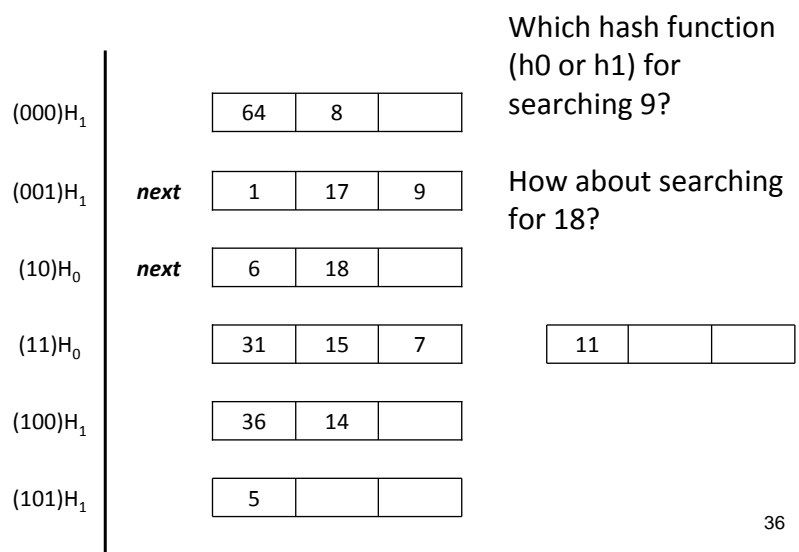 Which hash function
(h0 or h1) for
searching 9?
(000)H₁ 64 8
How about searching
for 18?
(001)H₁ next 1 17 9
(10)H₀ next 6 18
(11)H₀ 31 15 7 11
(100)H₁ 36 14
(101)H₁ 5
36